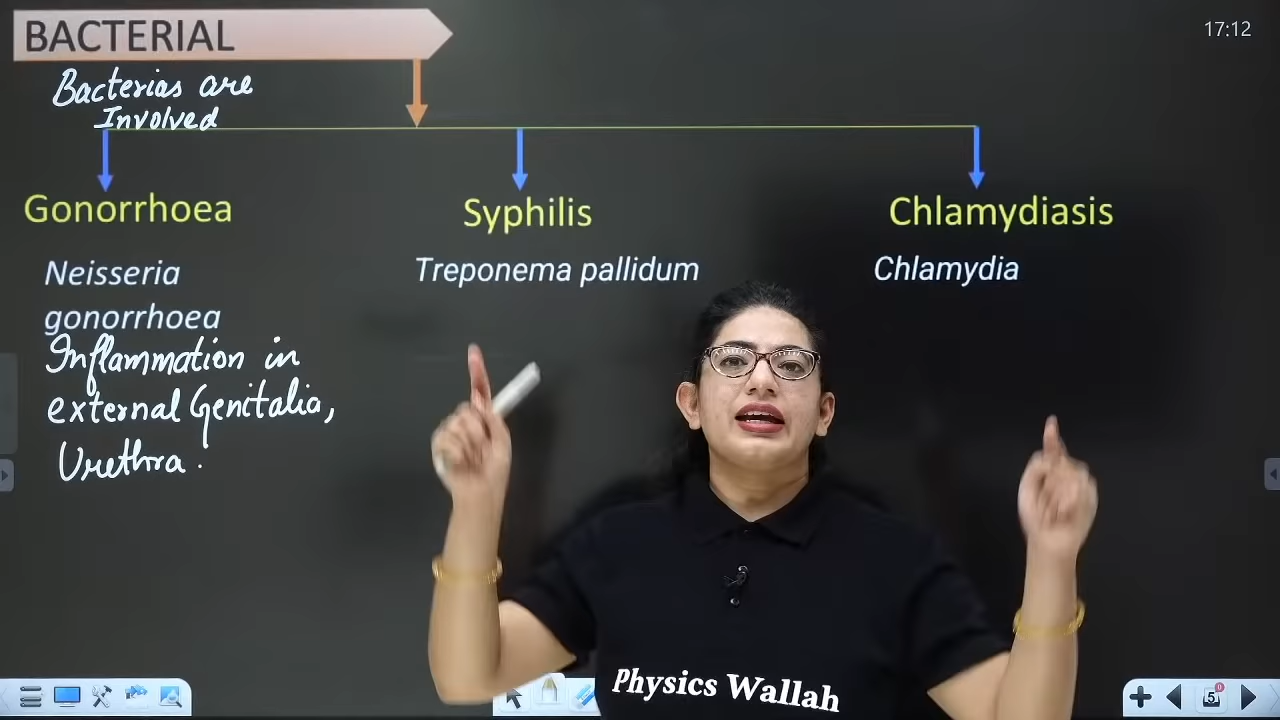 BACTERIAL
17:12
Bacterias are
Involved
Gonorrhoea
Syphilis
Chlamydiasis
Neisseria
gonorrhoea
Treponema pallidum
Chlamydia
Inflammation in
external Genitalia,
Urethra.
Physics Wallah
5